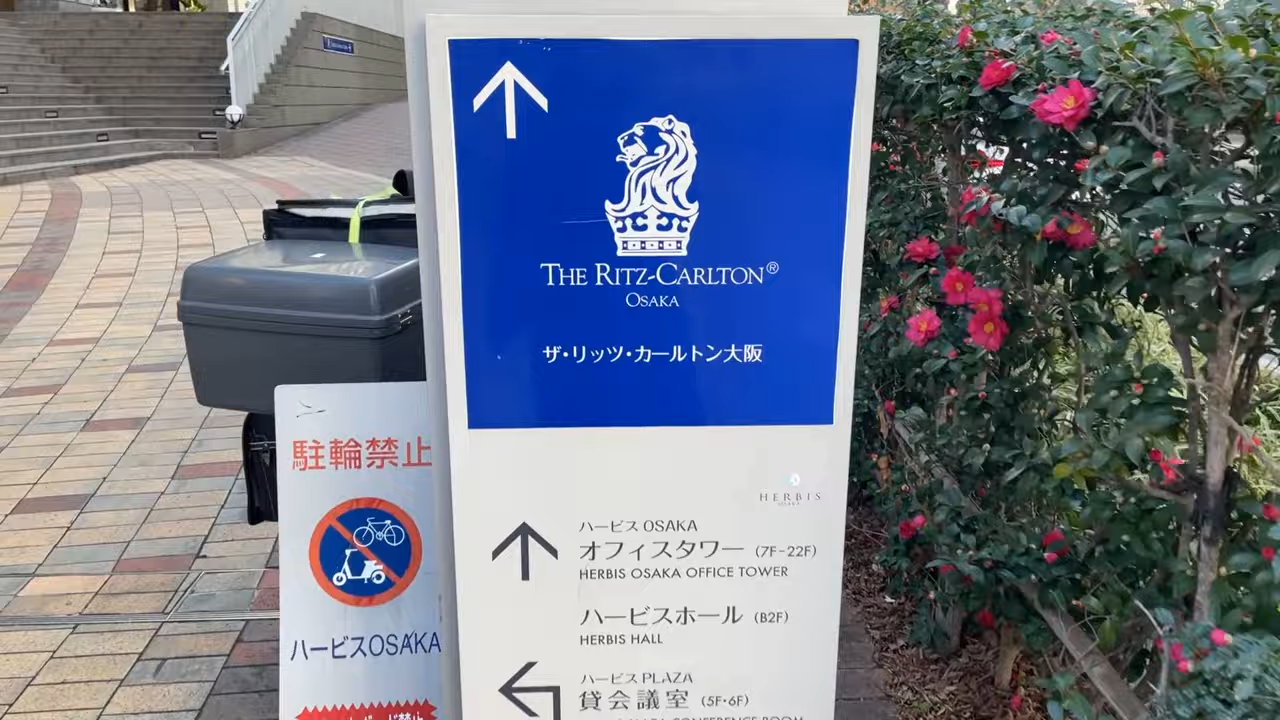 THE RITZ-CARLTON®
OSAKA
ザ・リッツ・カールトン大阪
HERBIS
OSAKA
ハービス OSAKA
オフィスタワー (7F-22F)
HERBIS OSAKA OFFICE TOWER
ハービスホール (B2F)
HERBIS HALL
ハービス PLAZA
貸会議室 (5F・6F)
CONFERENCE ROOM
駐輪禁止
ハービスOSAKA